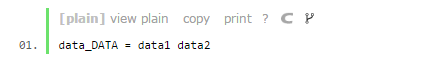 [plain] view plain copy print ?
01. data_DATA = data1 data2